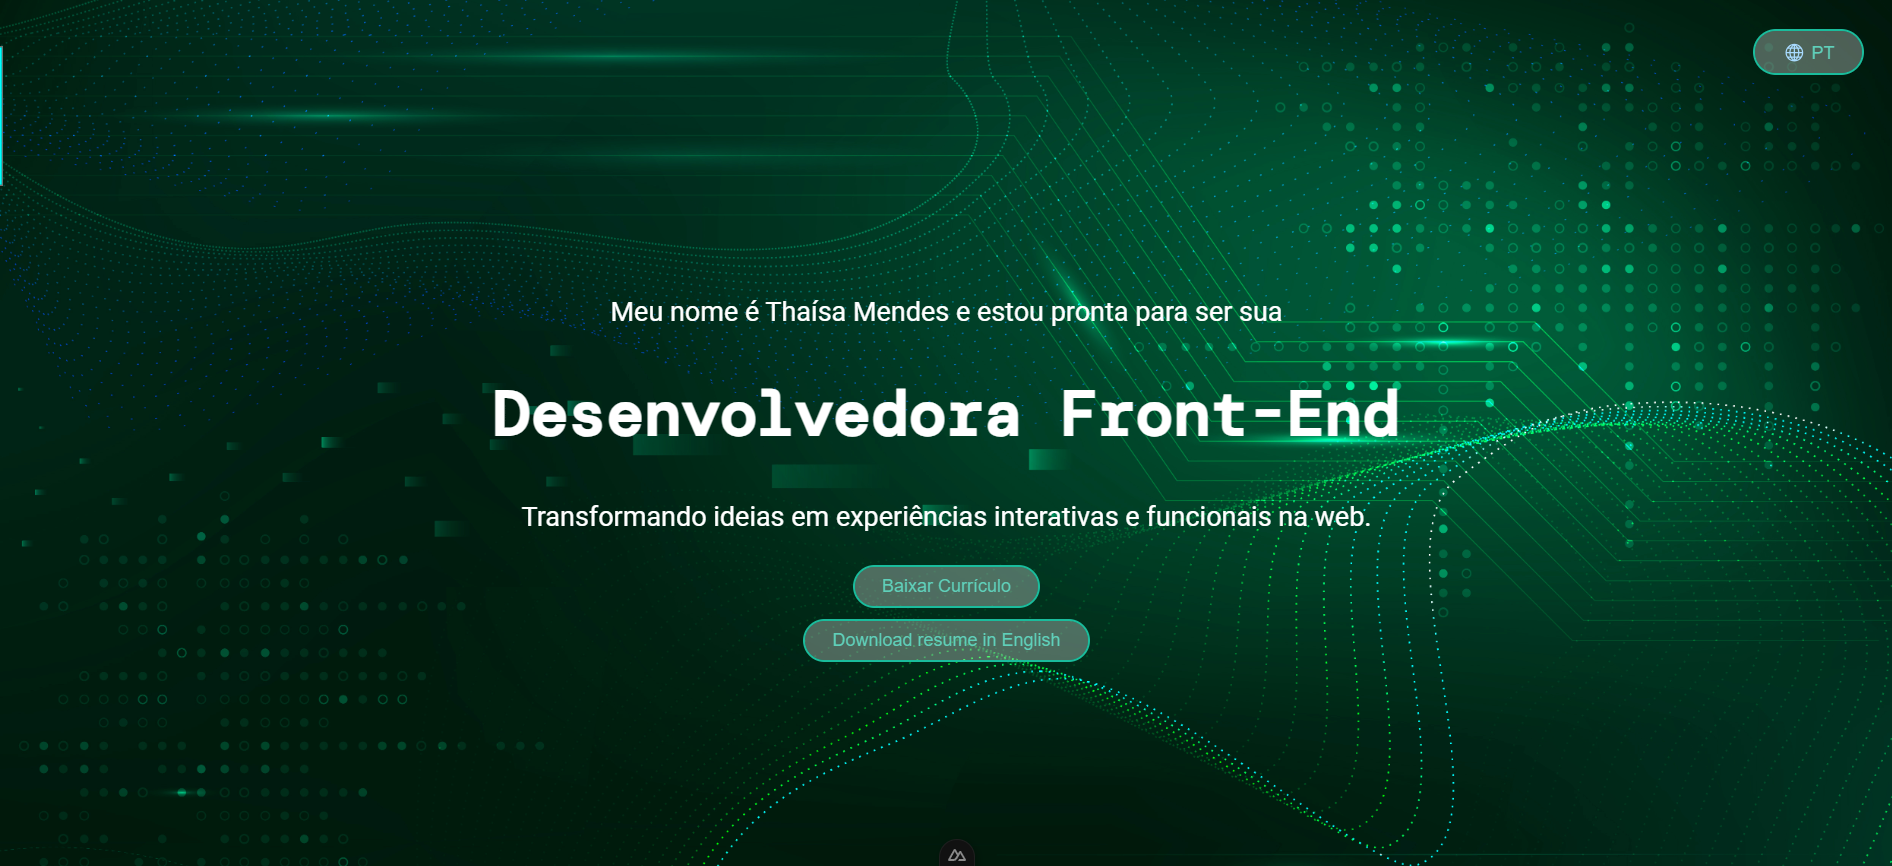 PT
Meu nome é Thaísa Mendes e estou pronta para ser sua
Desenvolvedora Front-End
Transformando ideias em experiências interativas e funcionais na web.
Baixar Currículo
Download resume in English